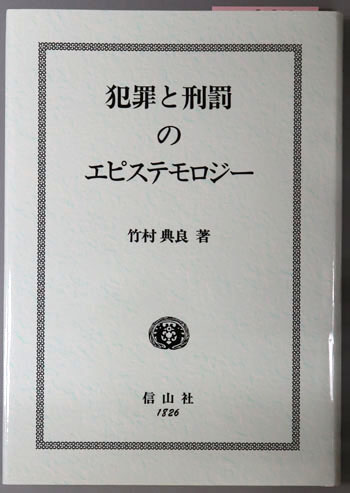 犯罪と刑罰
の
エピステモロジー
竹村 典良 著
信山社
1826